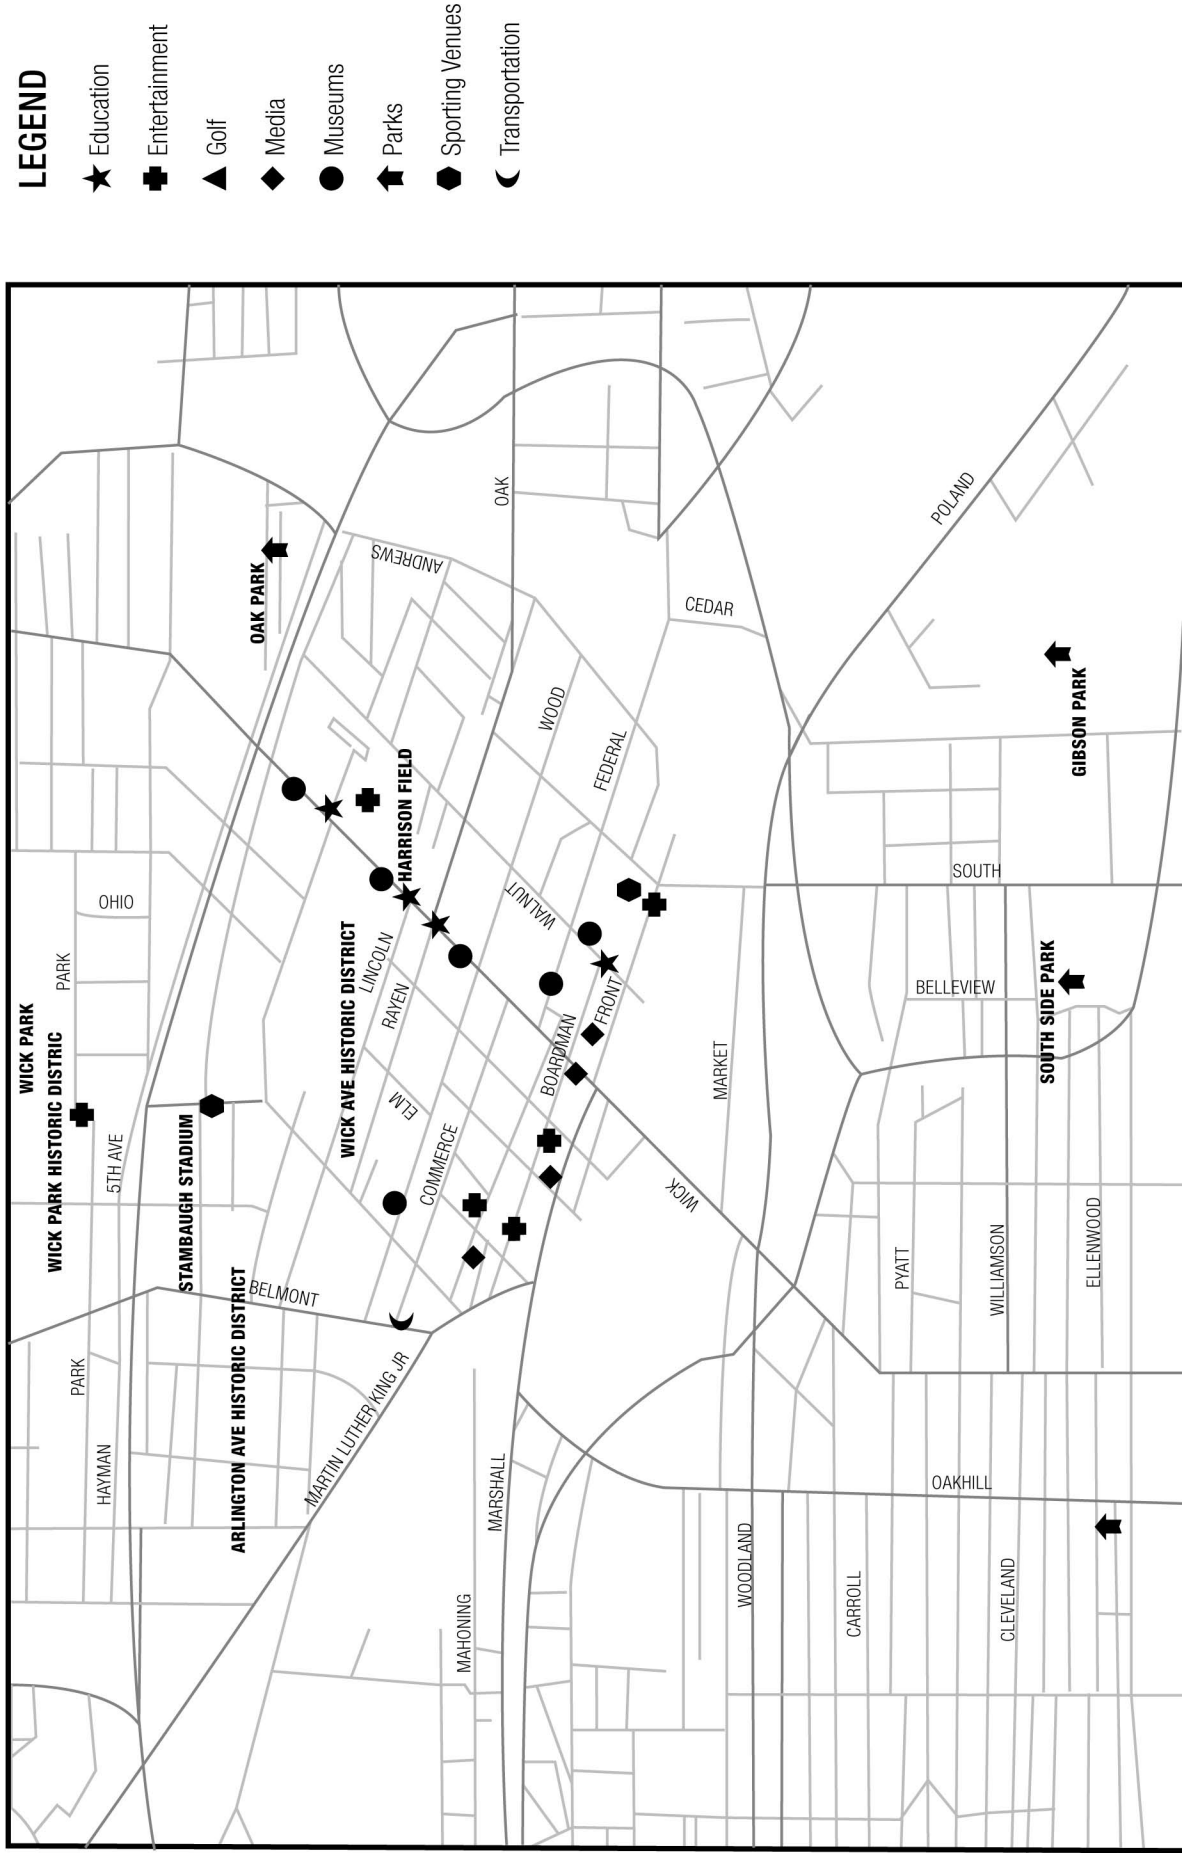 LEGEND
Education
Entertainment
Golf
Media
Museums
Parks
Sporting Venues
Transportation
WICK PARK
WICK PARK HISTORIC DISTRIC
PARK
OHIO
5TH AVE
PARK
HAYMAN
STAMBAUGH STADIUM
ARLINGTON AVE HISTORIC DISTRICT
BELMONT
OAK PARK
ANDREWS
HARRISON FIELD
WICK AVE HISTORIC DISTRICT
LINCOLN
RAYEN
ELM
COMMERCE
MARTIN LUTHER KING JR
MARSHALL
MAHONING
OAK
WOOD
FEDERAL
WALNUT
BOARDMAN
FRONT
CEDAR
MARKET
WICK
WOODLAND
POLAND
GIBSON PARK
SOUTH
BELLEVIEW
SOUTH SIDE PARK
PYATT
WILLIAMSON
ELLENWOOD
OAKHILL
CARROLL
CLEVELAND